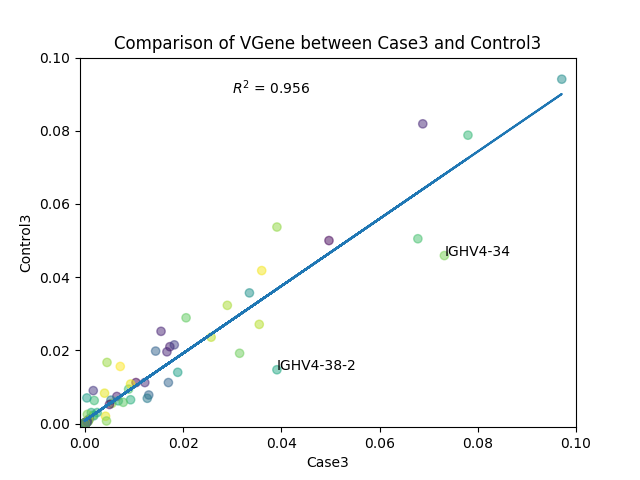 Comparison of VGene between Case3 and Control3
0.10
R² = 0.956
0.08
0.06
IGHV4-34
0.04
0.02
IGHV4-38-2
0.00
Control3
0.00 0.02 0.04 0.06 0.08 0.10
Case3